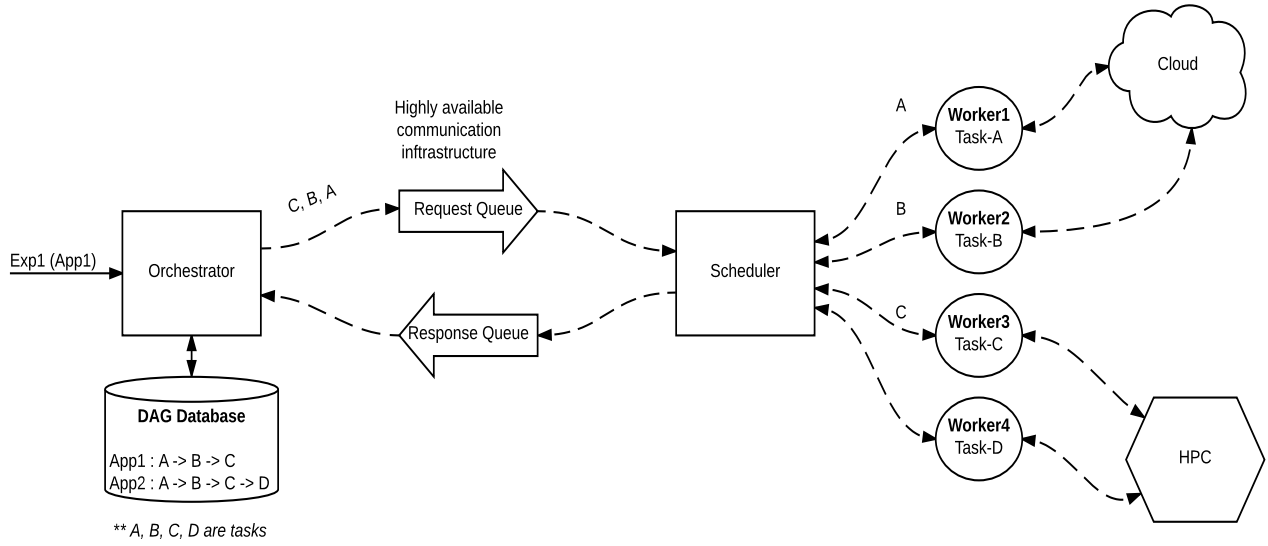 Exp1 (App1)
Orchestrator
DAG Database
App1 : A -> B -> C
App2 : A -> B -> C -> D
** A, B, C, D are tasks
C, B, A
Highly available
communication
inftrastructure
Request Queue
Response Queue
Scheduler
A
B
C
Worker1
Task-A
Worker2
Task-B
Worker3
Task-C
Worker4
Task-D
Cloud
HPC